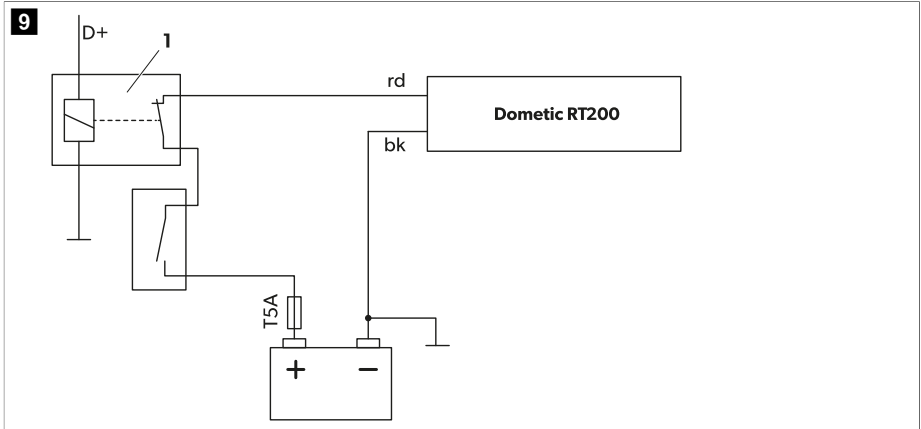 9
D+
1
rd
Dometic RT200
bk
T5A
+ −